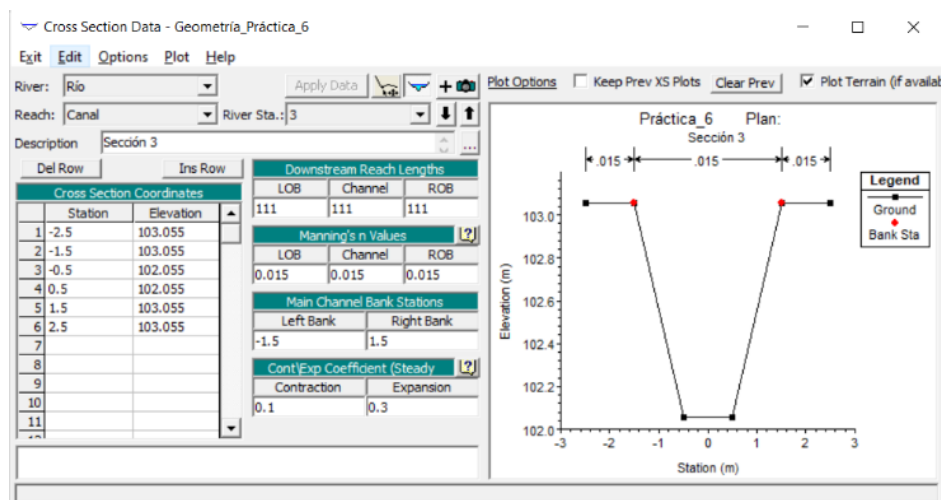 Cross Section Data - Geometría_Práctica_6
Exit Edit Options Plot Help
River: Río Apply Data Plot Options Keep Prev XS Plots Clear Prev Plot Terrain (if availab
Reach: Canal River Sta.: 3
Description Sección 3 ...
Del Row Ins Row
Cross Section Coordinates
Station Elevation
1 -2.5 103.055
2 -1.5 103.055
3 -0.5 102.055
4 0.5 102.055
5 1.5 103.055
6 2.5 103.055
7
8
9
10
11
Downstream Reach Lengths
LOB Channel ROB
111 111 111
Manning's n Values
LOB Channel ROB
0.015 0.015 0.015
Main Channel Bank Stations
Left Bank Right Bank
-1.5 1.5
Cont\Exp Coefficient (Steady
Contraction Expansion
0.1 0.3
Práctica_6 Plan:
Sección 3
.015 .015 .015
Legend
Ground
Bank Sta
Elevation (m)
103.0
102.8
102.6
102.4
102.2
102.0
-3 -2 -1 0 1 2 3
Station (m)